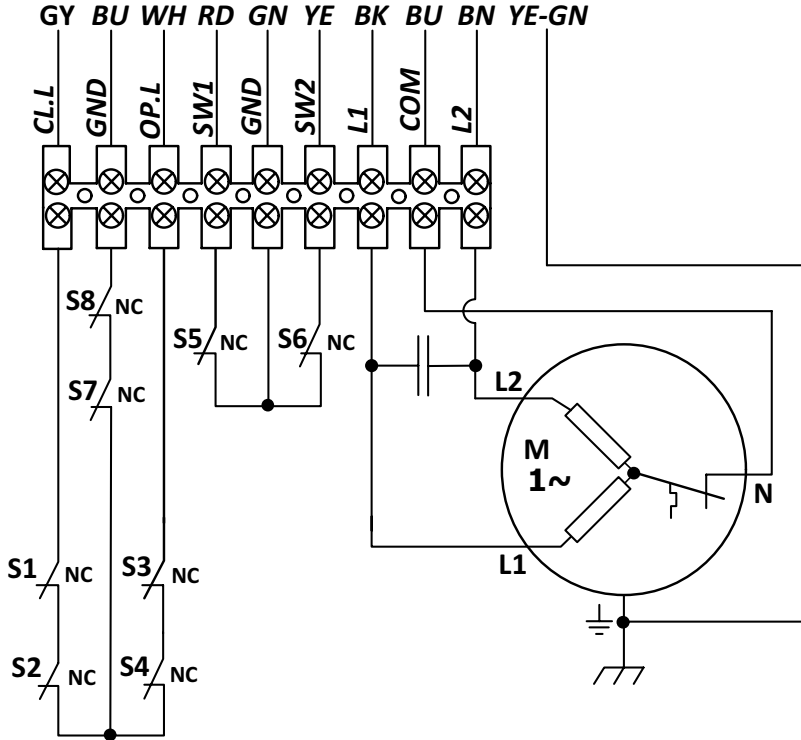 GY BU WH RD GN YE BK BU BN YE-GN
CL.L GND OP.L SW1 GND SW2 L1 COM L2
S8 NC
S5 NC S6 NC
S7 NC
L2
M
1~
N
L1
S1 NC S3 NC
S2 NC S4 NC